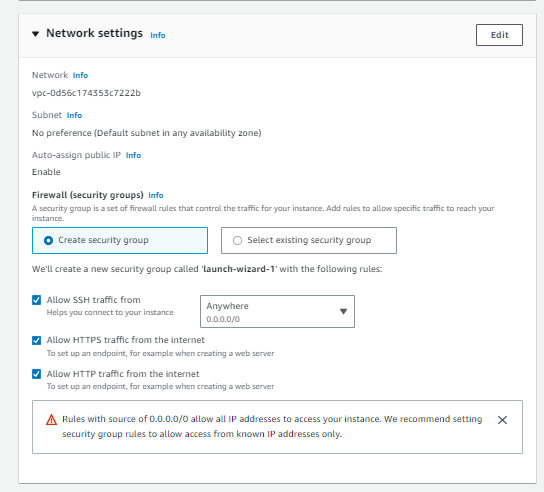 Network settings Info
Edit
Network Info
vpc-0d56c174353c7222b
Subnet Info
No preference (Default subnet in any availability zone)
Auto-assign public IP Info
Enable
Firewall (security groups) Info
A security group is a set of firewall rules that control the traffic for your instance. Add rules to allow specific traffic to reach your
instance.
Create security group
Select existing security group
We'll create a new security group called 'launch-wizard-1' with the following rules:
Allow SSH traffic from
Helps you connect to your instance
Anywhere
0.0.0.0/0
Allow HTTPS traffic from the internet
To set up an endpoint, for example when creating a web server
Allow HTTP traffic from the internet
To set up an endpoint, for example when creating a web server
Rules with source of 0.0.0.0/0 allow all IP addresses to access your instance. We recommend setting
security group rules to allow access from known IP addresses only.